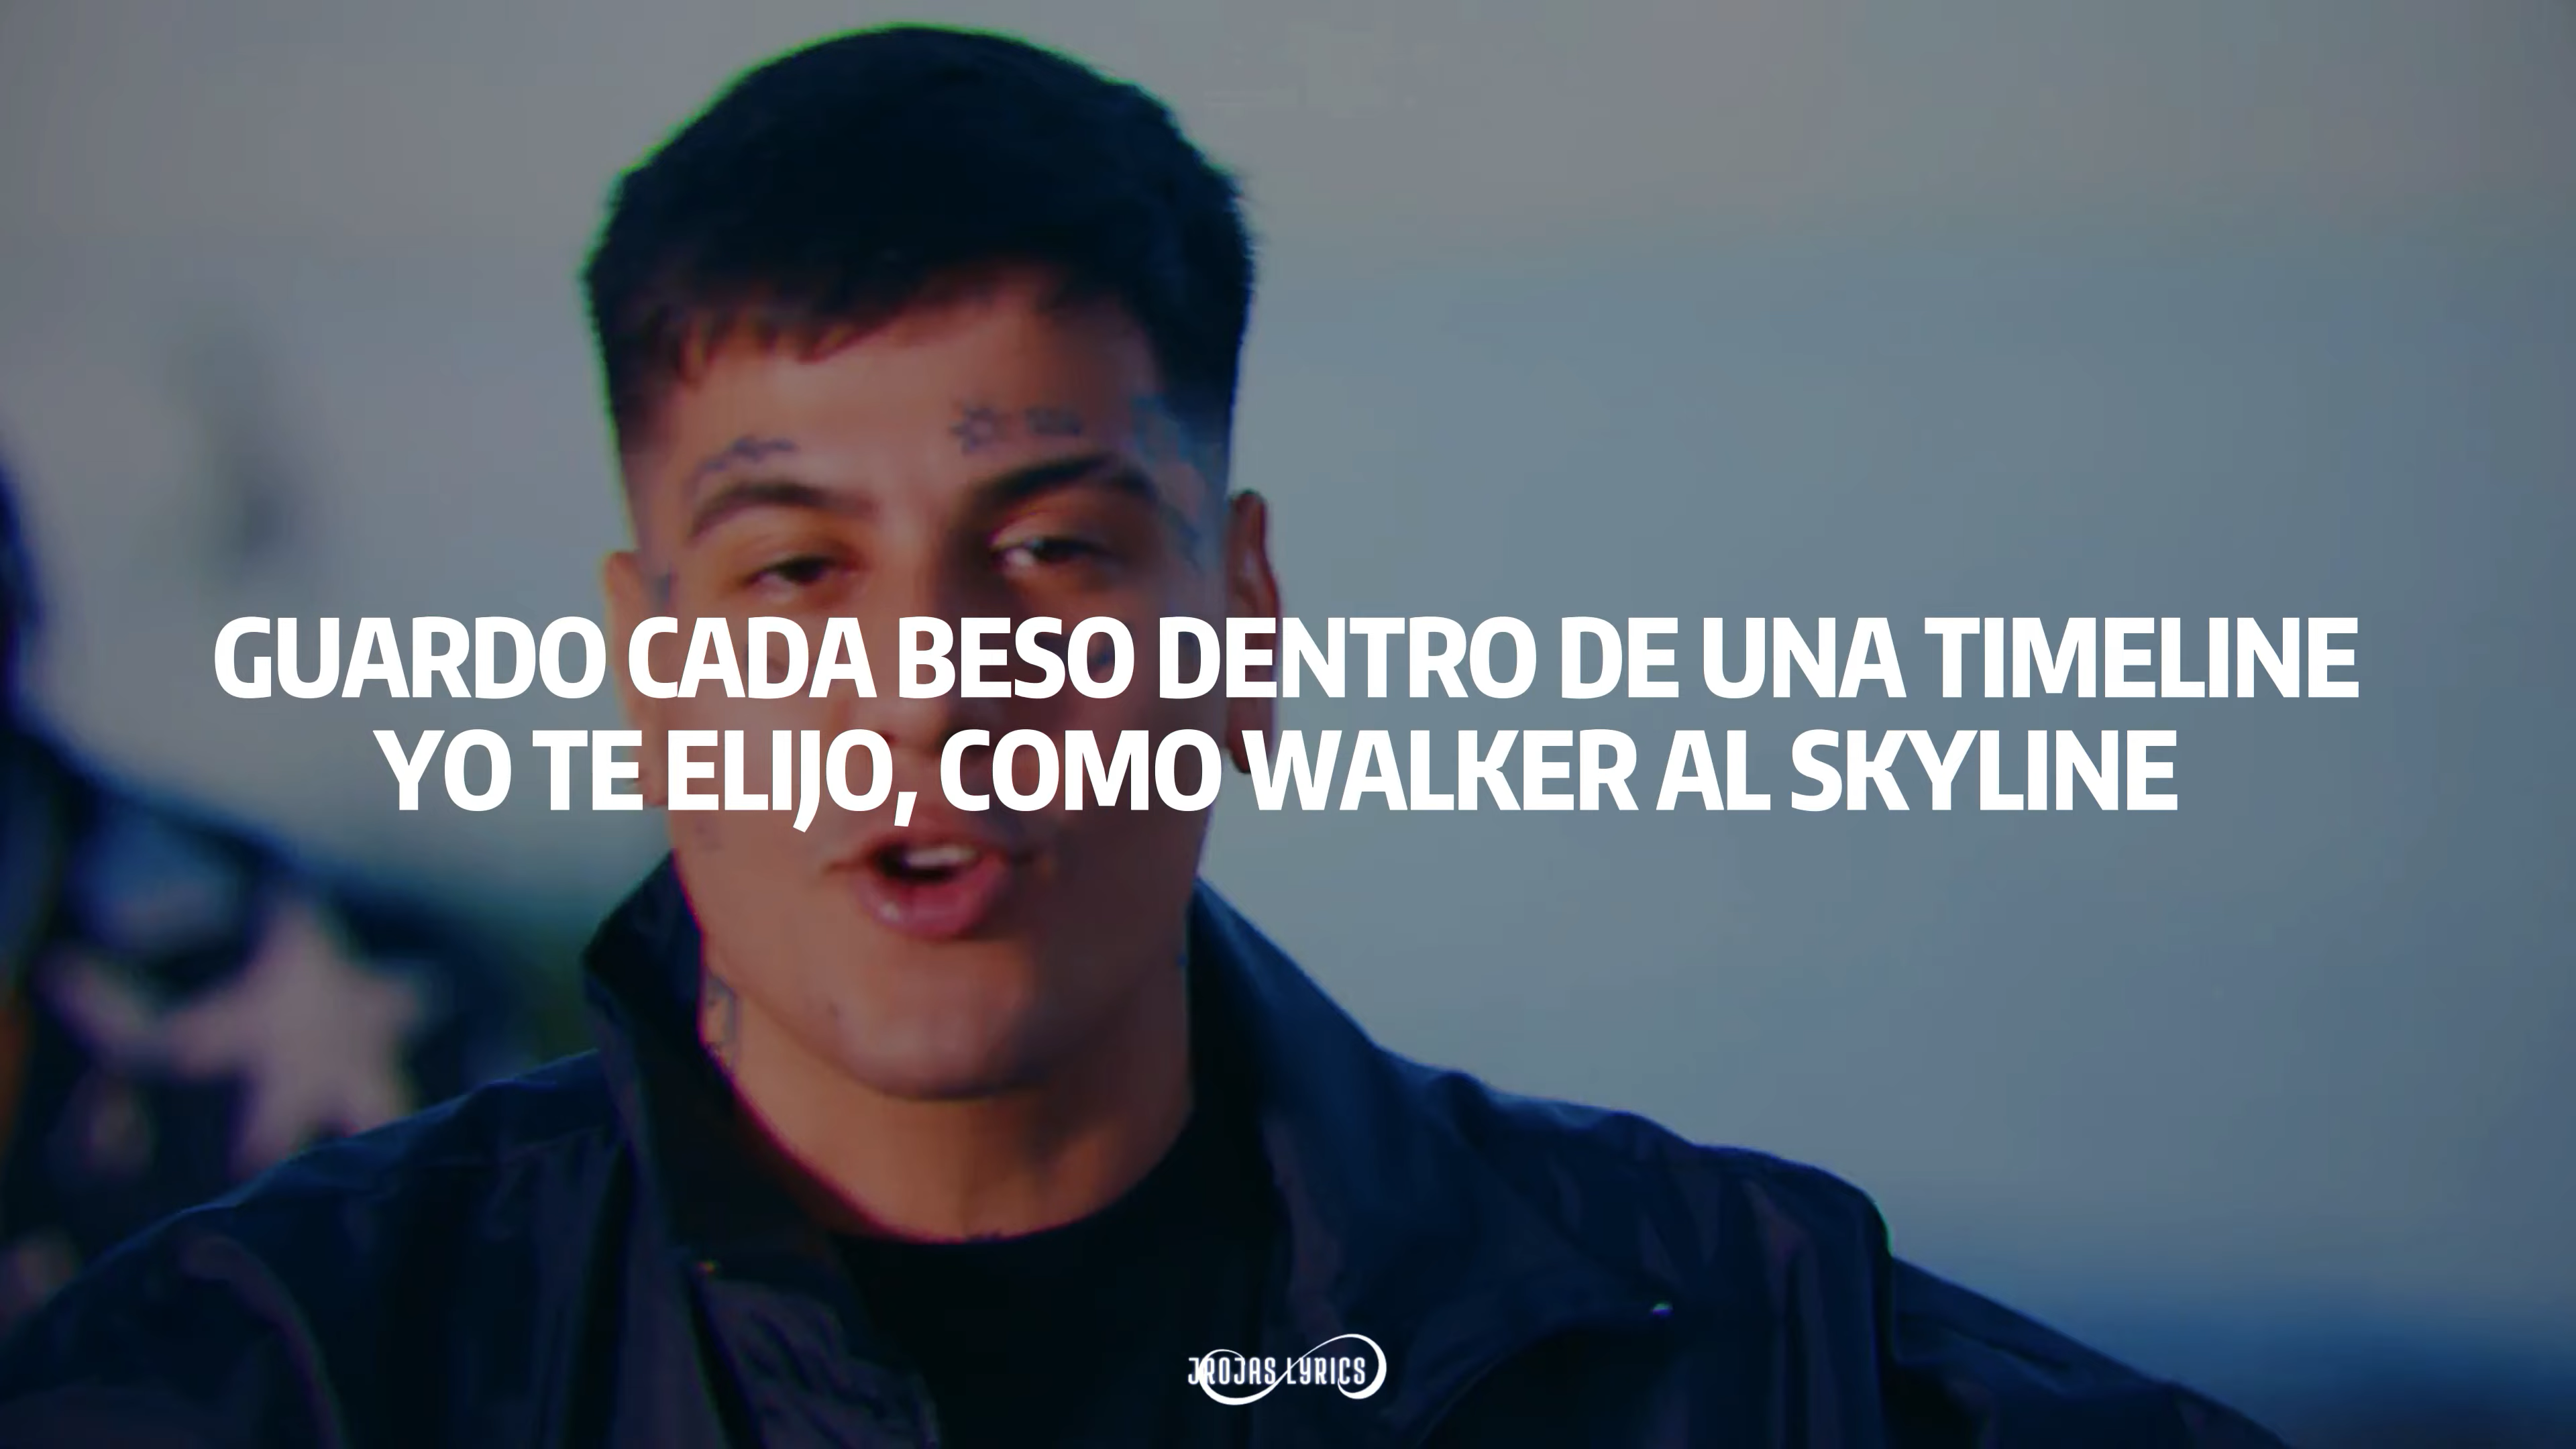 GUARDO CADA BESO DENTRO DE UNA TIMELINE
YO TE ELIJO, COMO WALKER AL SKYLINE
JROJAS LYRICS